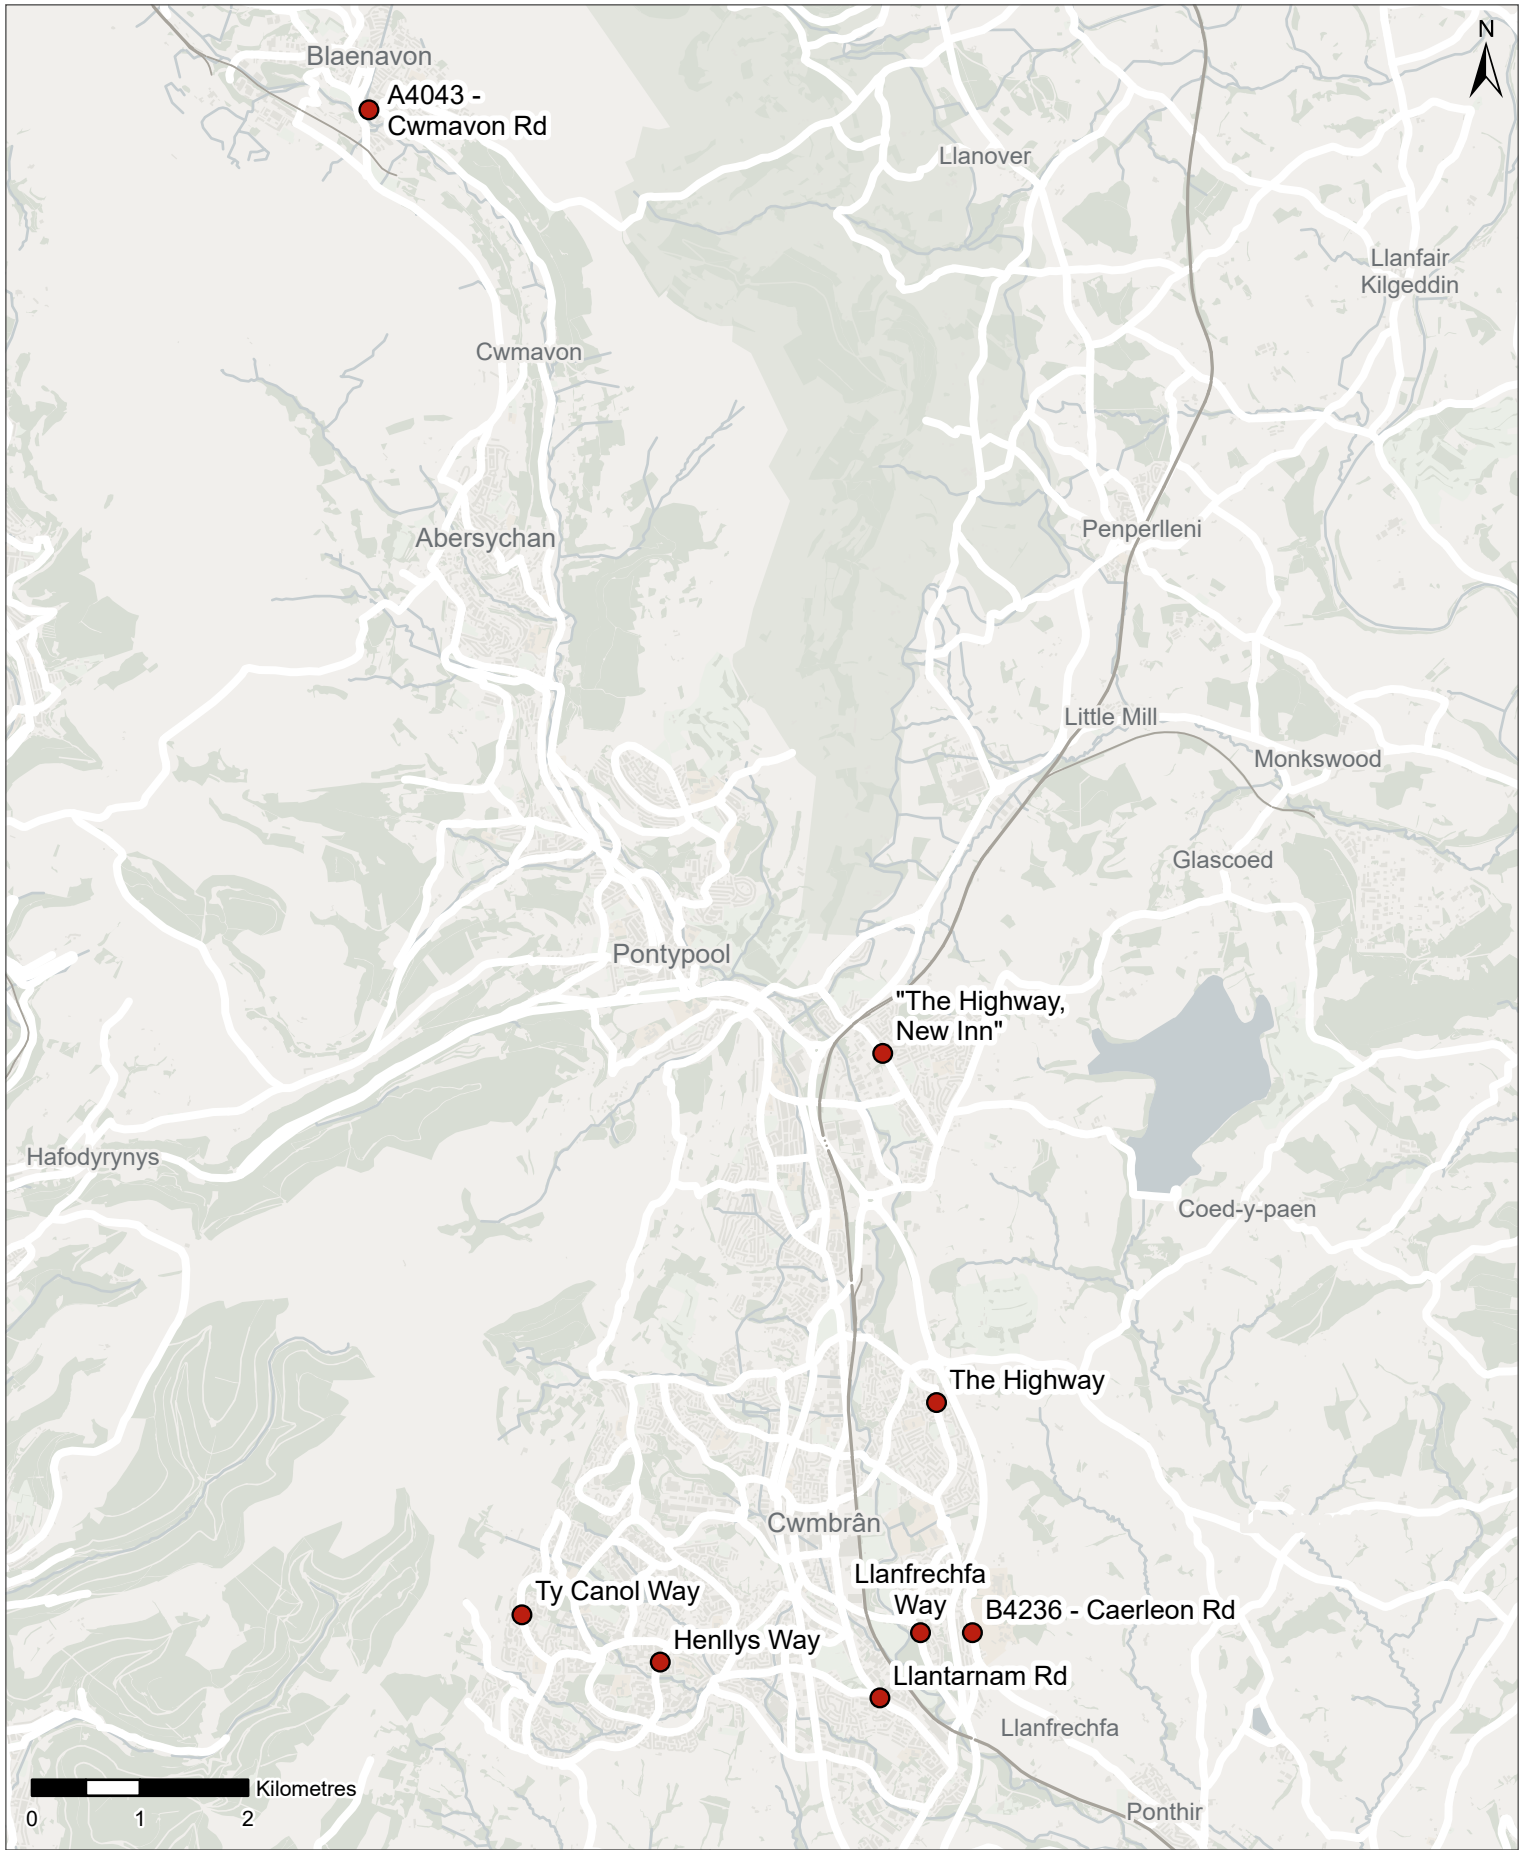 N
Blaenavon
A4043 -
Cwmavon Rd
Llanover
Llanfair
Kilgeddin
Cwmavon
Abersychan
Penperlleni
Little Mill
Monkswood
Glascoed
Pontypool
"The Highway,
New Inn"
Hafodyrynys
Coed-y-paen
The Highway
Cwmbrân
Llanfrechfa
Way
Ty Canol Way
B4236 - Caerleon Rd
Henllys Way
Llantarnam Rd
Llanfrechfa
Kilometres
0 1 2
Ponthir